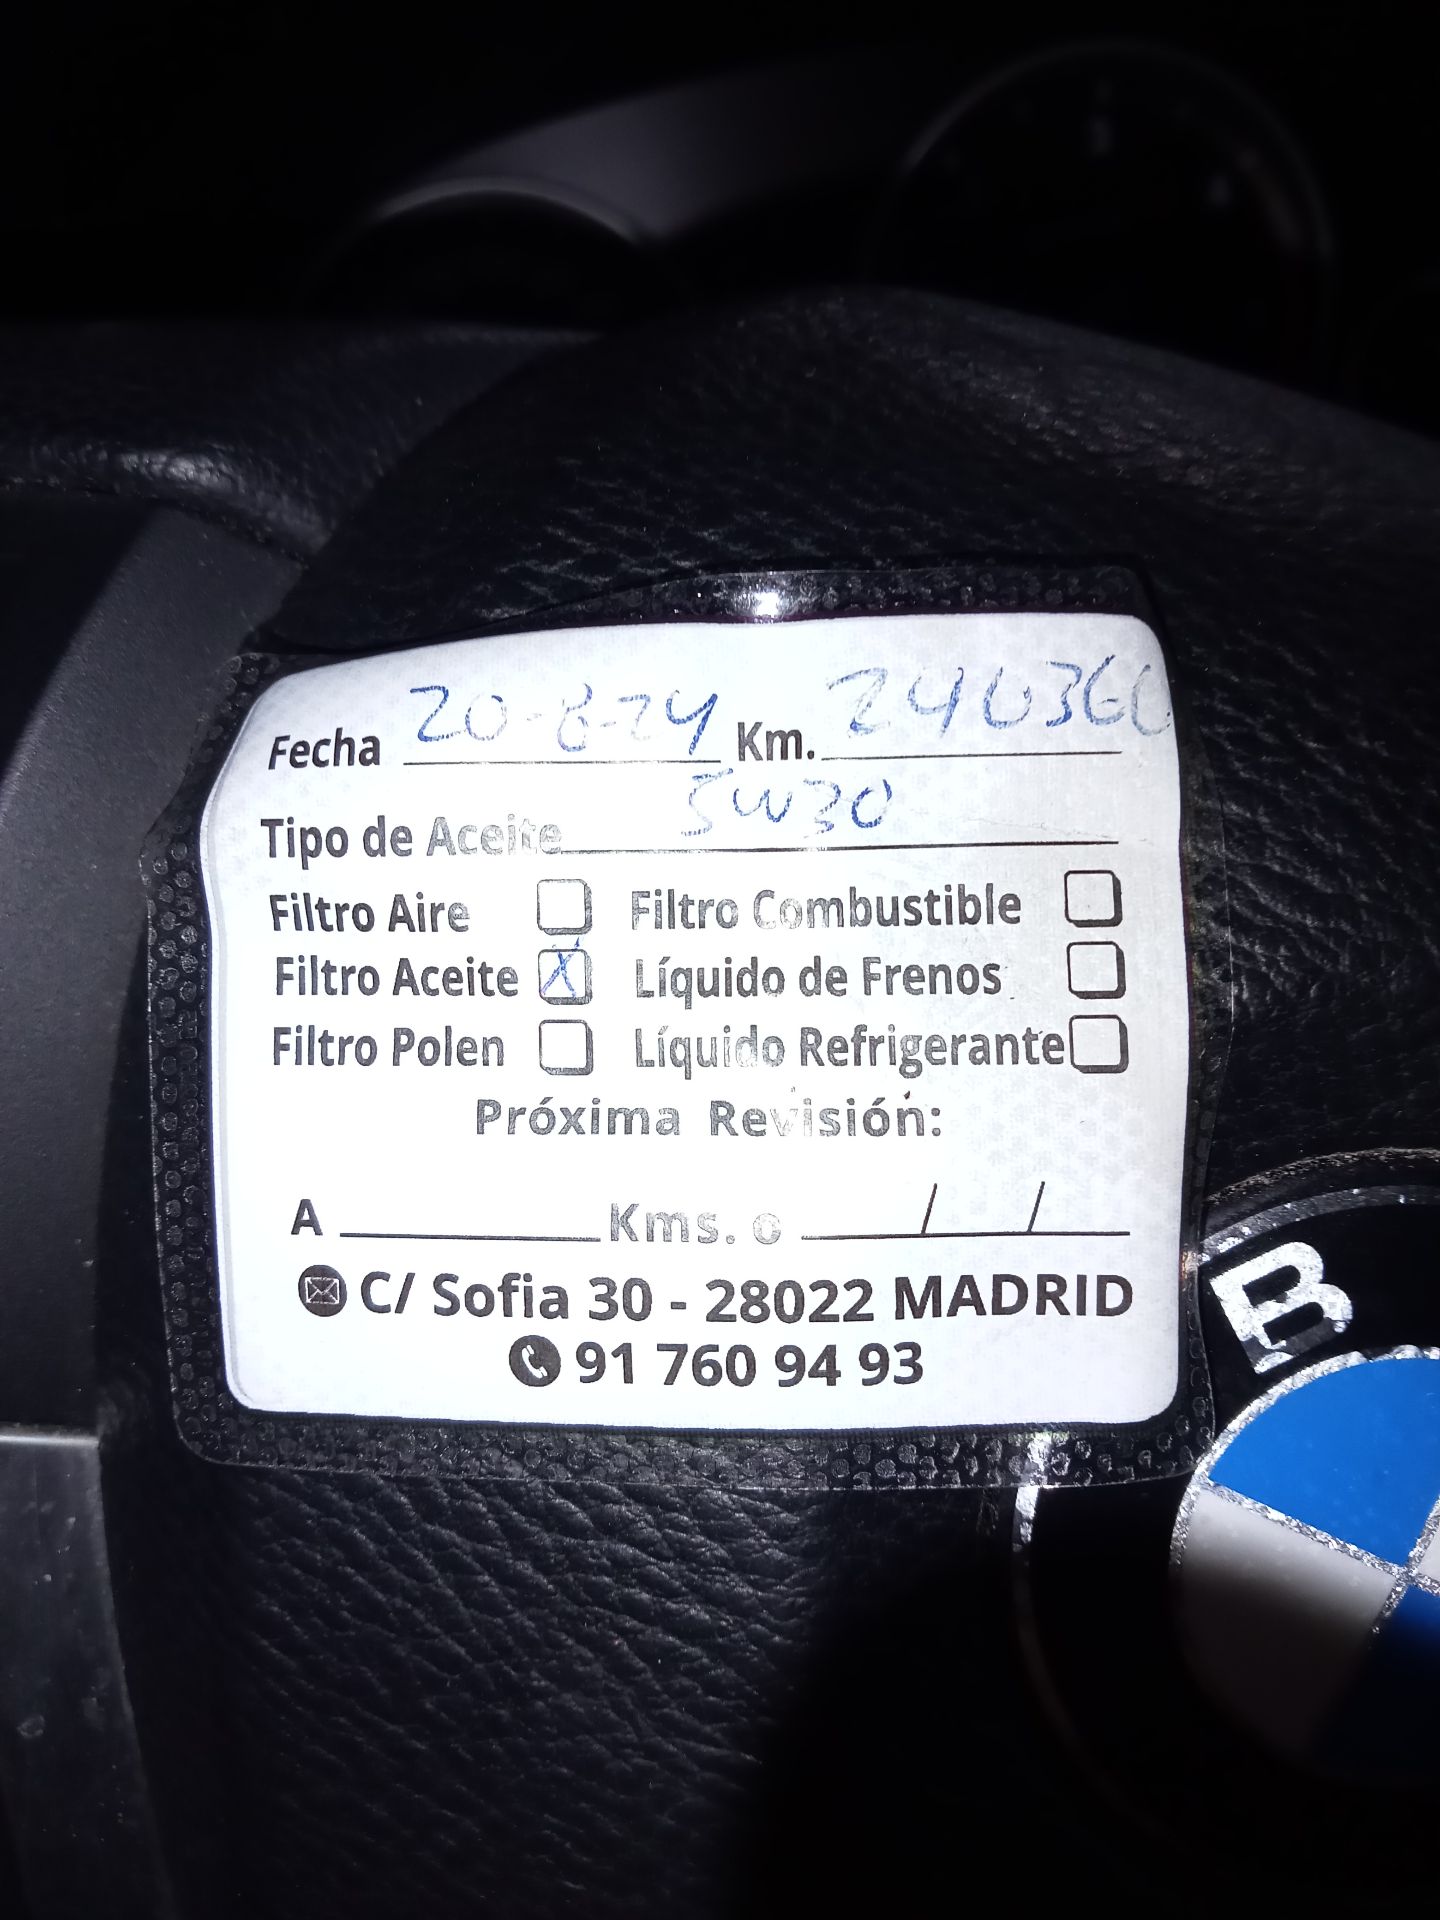 Fecha 20-8-24 Km. 240360
Tipo de Aceite 5W30
Filtro Aire Filtro Combustible
Filtro Aceite X Líquido de Frenos
Filtro Polen Líquido Refrigerante
Próxima Revisión:
A Kms. o / /
C/ Sofia 30 - 28022 MADRID
91 760 94 93
B